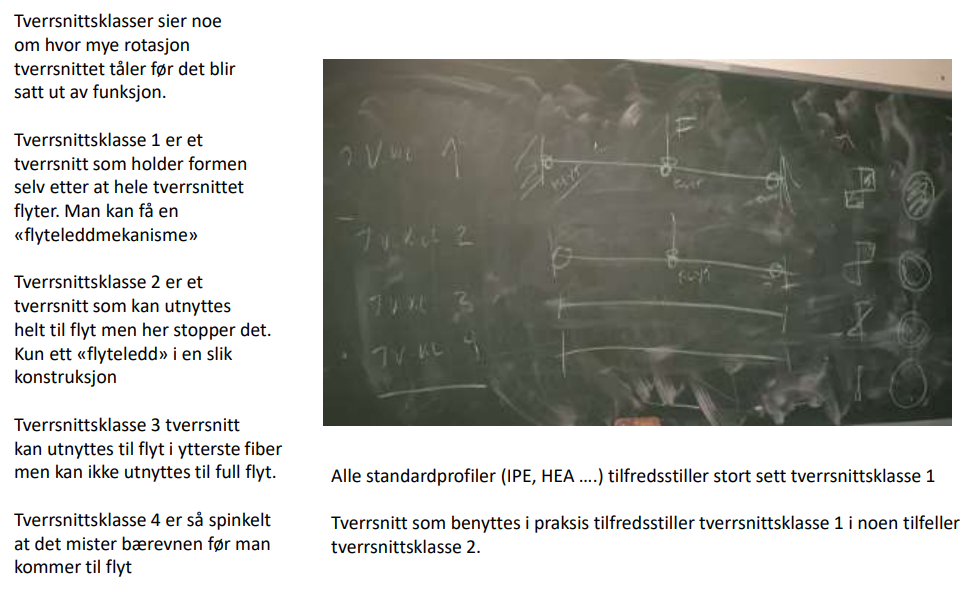 Tverrsnittsklasser sier noe
om hvor mye rotasjon
tverrsnittet tåler før det blir
satt ut av funksjon.
Tverrsnittsklasse 1 er et
tverrsnitt som holder formen
selv etter at hele tverrsnittet
flyter. Man kan få en
«flyteleddmekanisme»
Tverrsnittsklasse 2 er et
tverrsnitt som kan utnyttes
helt til flyt men her stopper det.
Kun ett «flyteledd» i en slik
konstruksjon
Tverrsnittsklasse 3 tverrsnitt
kan utnyttes til flyt i ytterste fiber
men kan ikke utnyttes til full flyt.
Tverrsnittsklasse 4 er så spinkelt
at det mister bærevnen før man
kommer til flyt
TV KL 1
F
TV KL 2
TV KL 3
TV KL 4
Alle standardprofiler (IPE, HEA ....) tilfredsstiller stort sett tverrsnittsklasse 1
Tverrsnitt som benyttes i praksis tilfredsstiller tverrsnittsklasse 1 i noen tilfeller
tverrsnittsklasse 2.